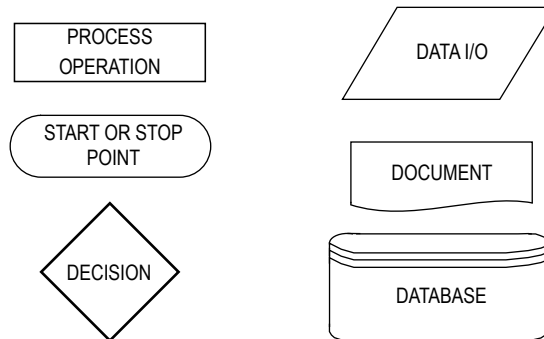 PROCESS
OPERATION
DATA I/O
START OR STOP
POINT
DOCUMENT
DECISION
DATABASE